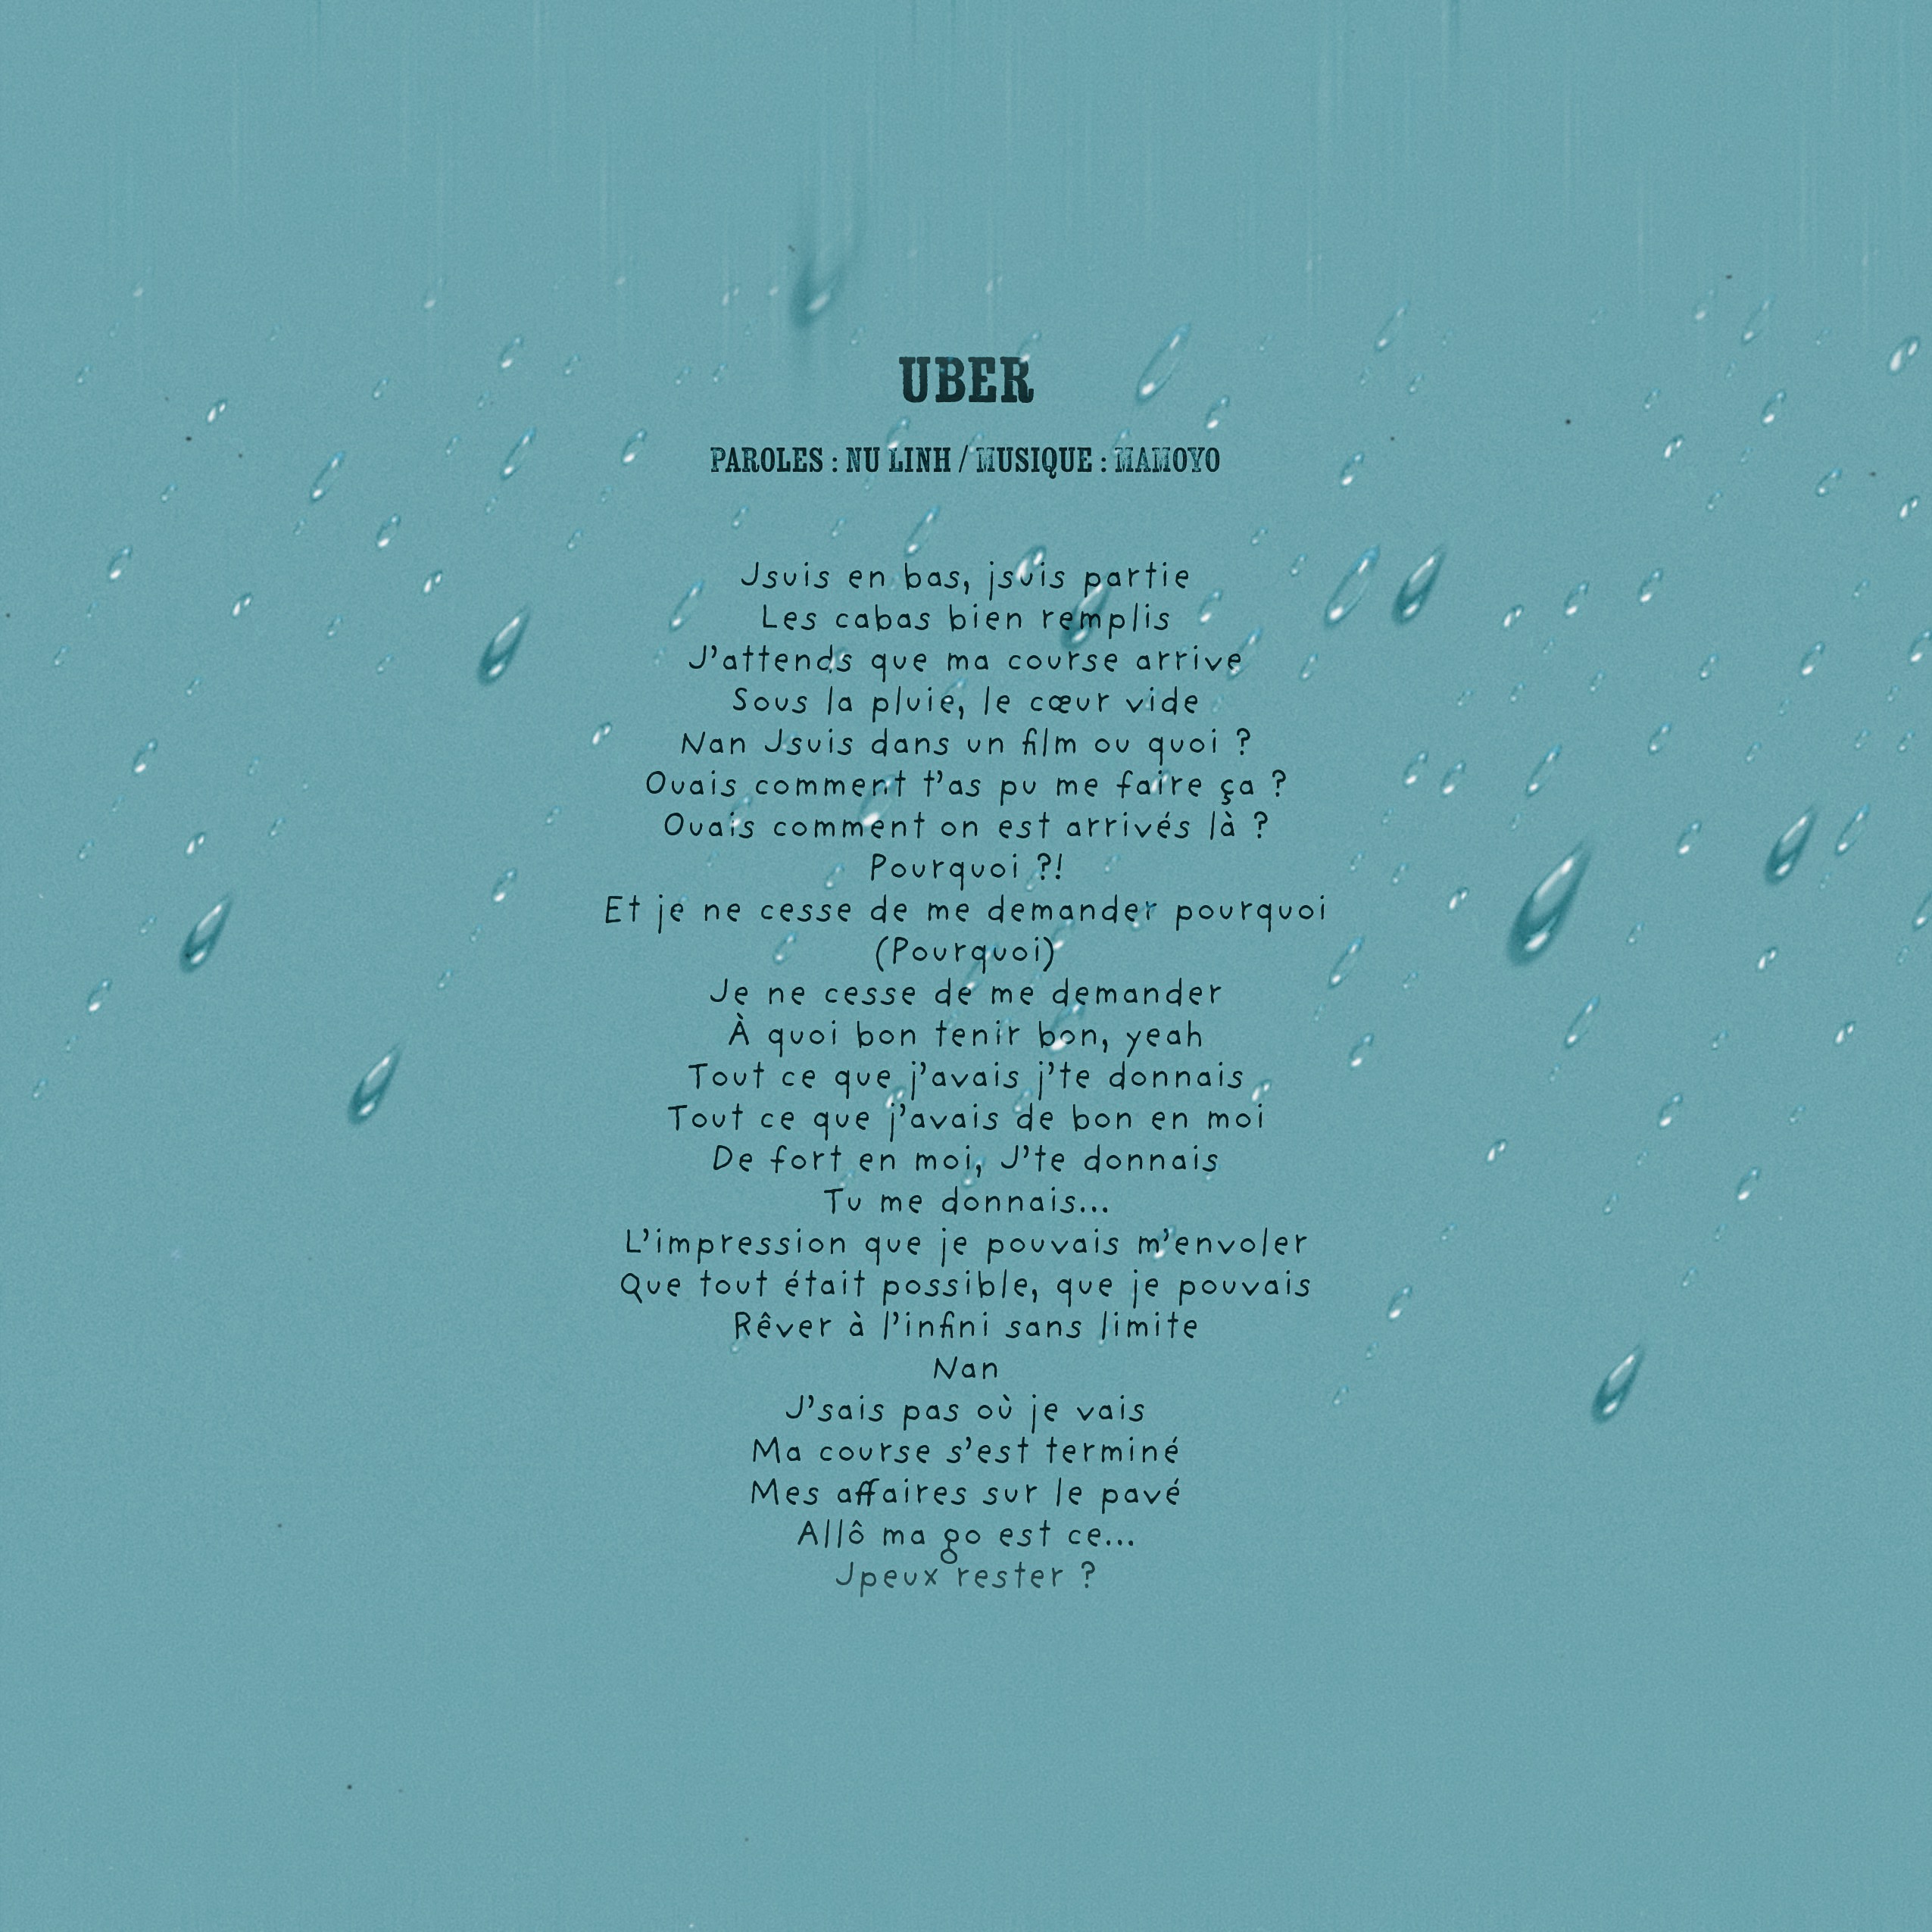 UBER
PAROLES : NU LINH / MUSIQUE : MAMOYO
Jsuis en bas, jsuis partie
Les cabas bien remplis
J'attends que ma course arrive
Sous la pluie, le cœur vide
Nan Jsuis dans un film ou quoi ?
Ouais comment t'as pu me faire ça ?
Ouais comment on est arrivés là ?
Pourquoi ?!
Et je ne cesse de me demander pourquoi
(Pourquoi)
Je ne cesse de me demander
À quoi bon tenir bon, yeah
Tout ce que j'avais j'te donnais
Tout ce que j'avais de bon en moi
De fort en moi, J'te donnais
Tu me donnais...
L'impression que je pouvais m'envoler
Que tout était possible, que je pouvais
Rêver à l'infini sans limite
Nan
J'sais pas où je vais
Ma course s'est terminé
Mes affaires sur le pavé
Allô ma go est ce...
Jpeux rester ?